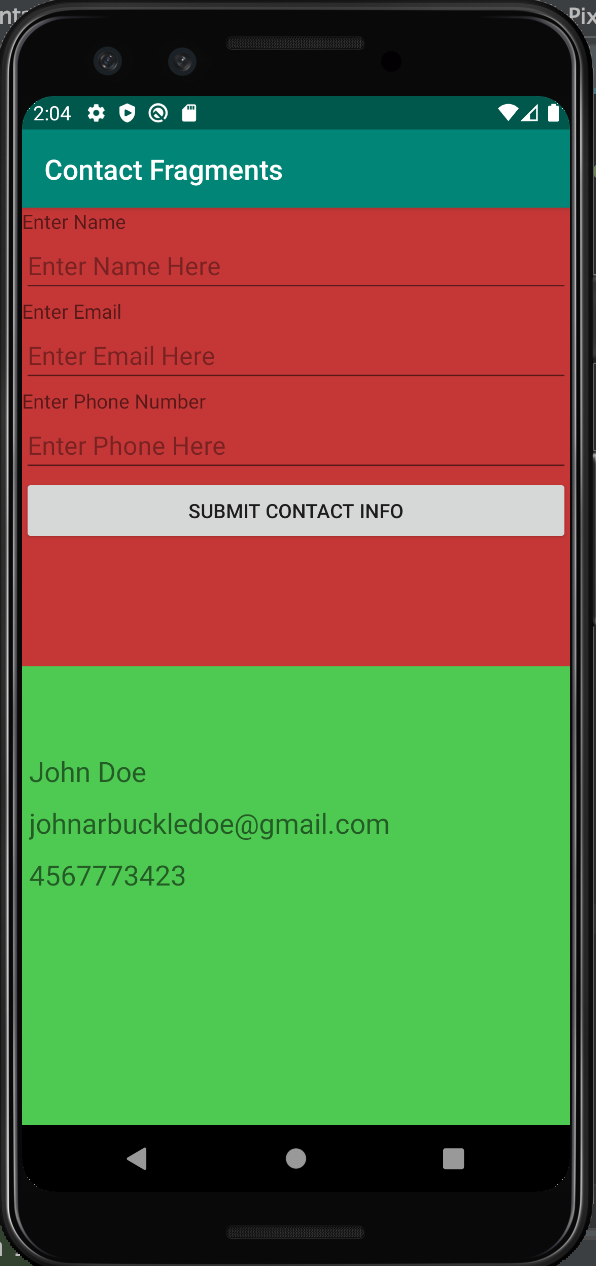 Pix
2:04
Contact Fragments
Enter Name
Enter Name Here
Enter Email
Enter Email Here
Enter Phone Number
Enter Phone Here
SUBMIT CONTACT INFO
John Doe
johnarbuckledoe@gmail.com
4567773423